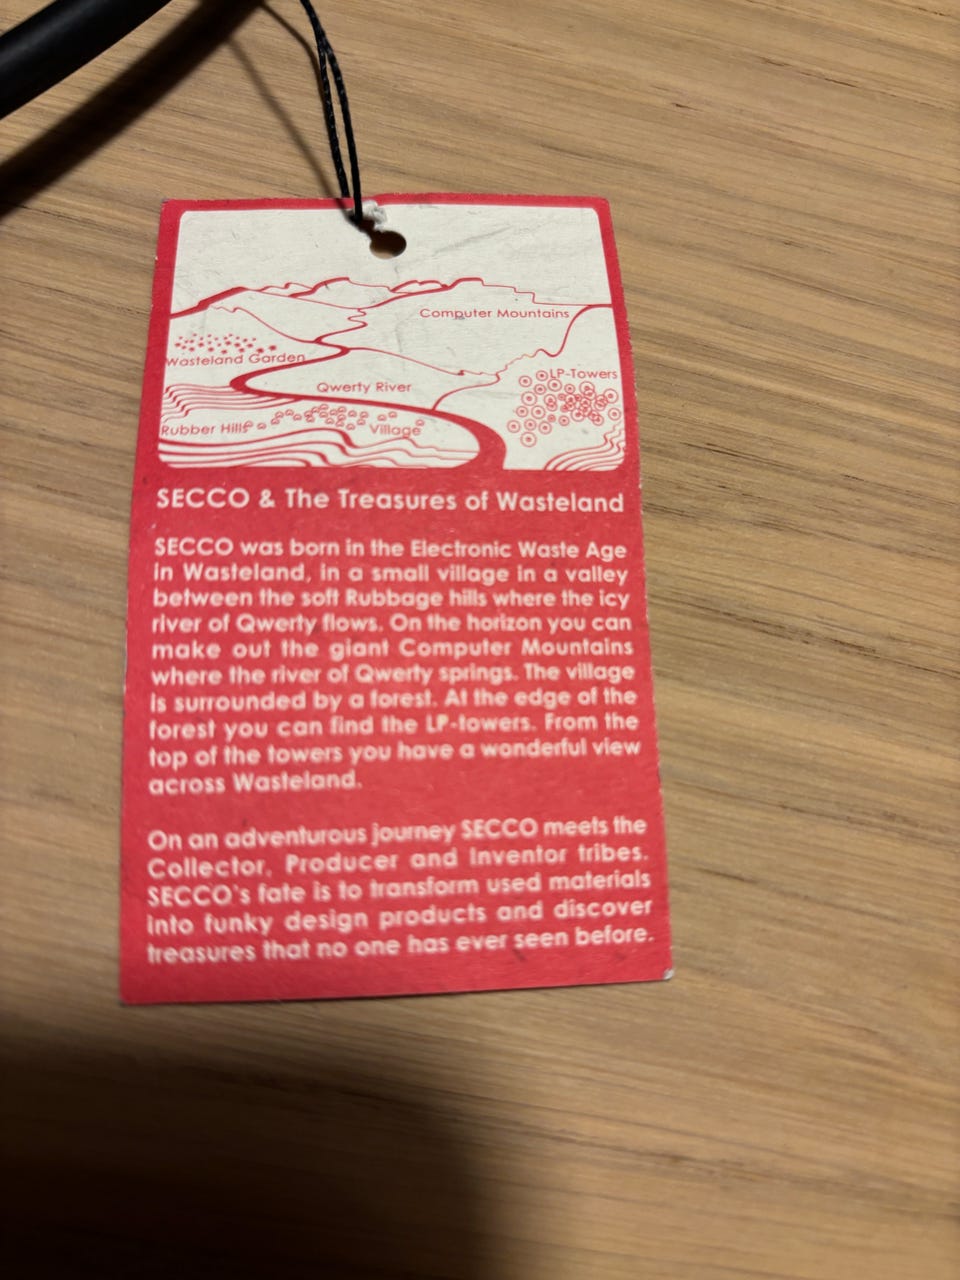 Computer Mountains
Wasteland Garden
LP-Towers
Qwerty River
Rubber Hills
Village
SECCO & The Treasures of Wasteland
SECCO was born in the Electronic Waste Age
in Wasteland, in a small village in a valley
between the soft Rubbage hills where the icy
river of Qwerty flows. On the horizon you can
make out the giant Computer Mountains
where the river of Qwerty springs. The village
is surrounded by a forest. At the edge of the
forest you can find the LP-towers. From the
top of the towers you have a wonderful view
across Wasteland.
On an adventurous journey SECCO meets the
Collector, Producer and Inventor tribes.
SECCO's fate is to transform used materials
into funky design products and discover
treasures that no one has ever seen before.